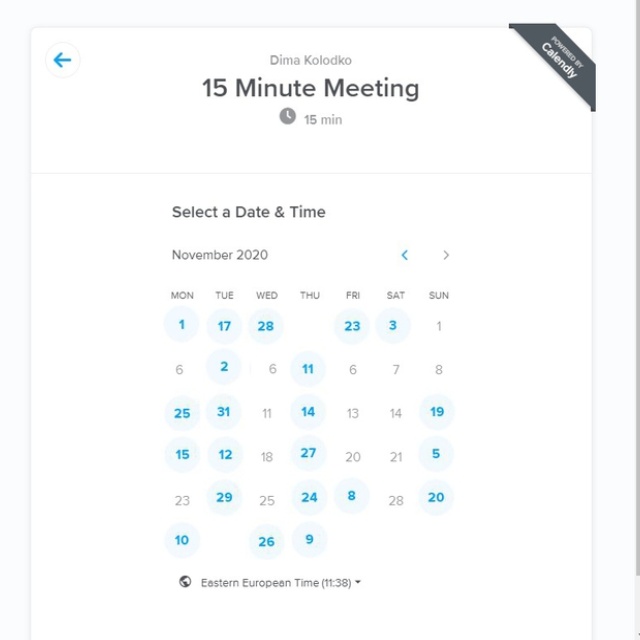 POWERED BY
Calendly
Dima Kolodko
15 Minute Meeting
15 min
Select a Date & Time
November 2020
MON TUE WED THU FRI SAT SUN
1 17 28 23 3 1
6 2 6 11 6 7 8
25 31 11 14 13 14 19
15 12 18 27 20 21 5
23 29 25 24 8 28 20
10 26 9
Eastern European Time (11:38)